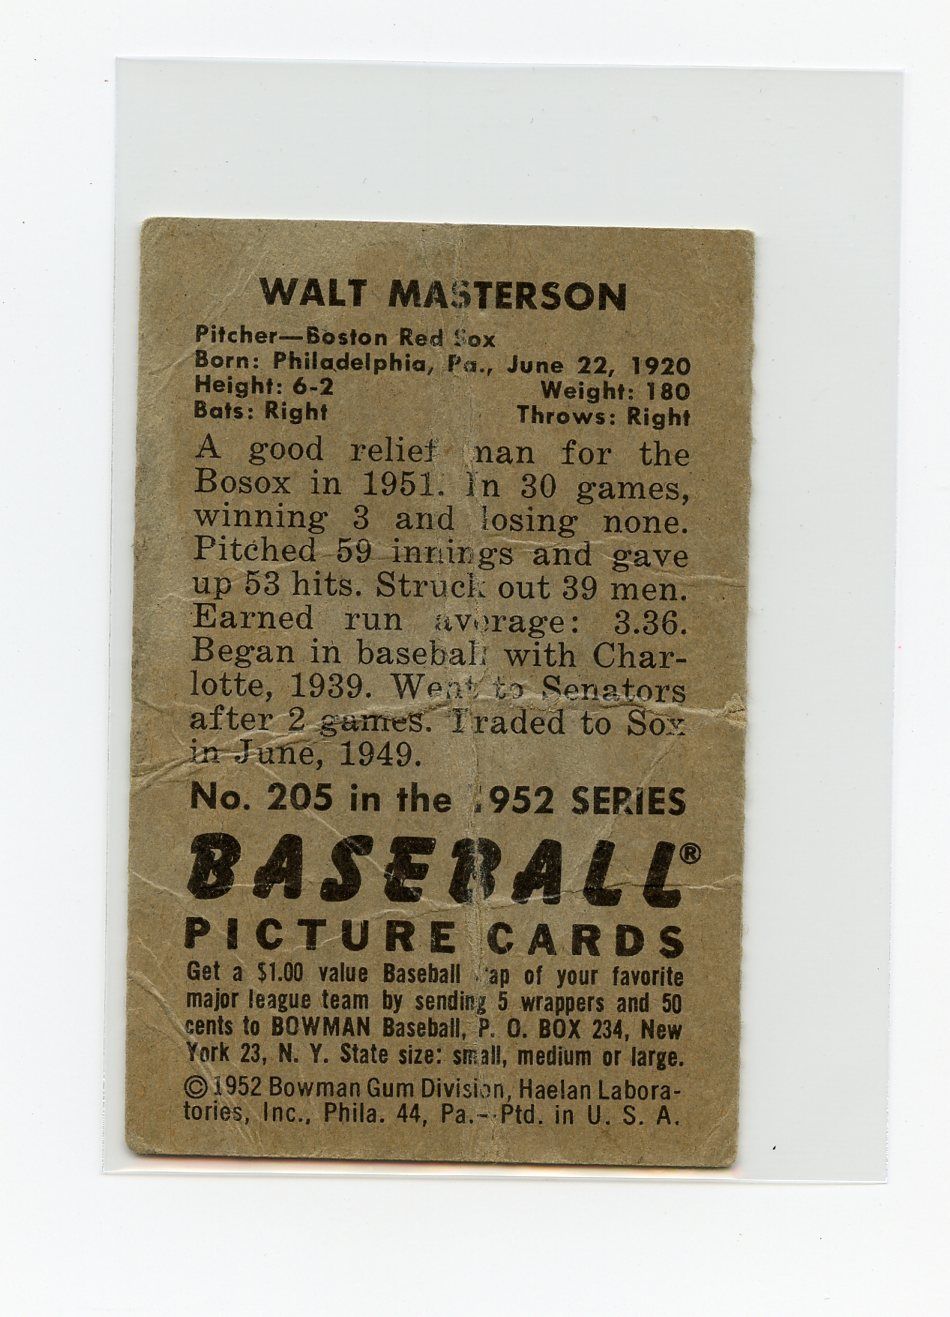 WALT MASTERSON
Pitcher—Boston Red Sox
Born: Philadelphia, Pa., June 22, 1920
Height: 6-2 Weight: 180
Bats: Right Throws: Right
A good relief man for the
Bosox in 1951. In 30 games,
winning 3 and losing none.
Pitched 59 innings and gave
up 53 hits. Struck out 39 men.
Earned run average: 3.36.
Began in baseball with Char-
lotte, 1939. Went to Senators
after 2 games. Traded to Sox
in June, 1949.
No. 205 in the 1952 SERIES
BASEBALL®
PICTURE CARDS
Get a $1.00 value Baseball Cap of your favorite
major league team by sending 5 wrappers and 50
cents to BOWMAN Baseball, P. O. BOX 234, New
York 23, N. Y. State size: small, medium or large.
©1952 Bowman Gum Division, Haelan Labora-
tories, Inc., Phila. 44, Pa.—Ptd. in U. S. A.